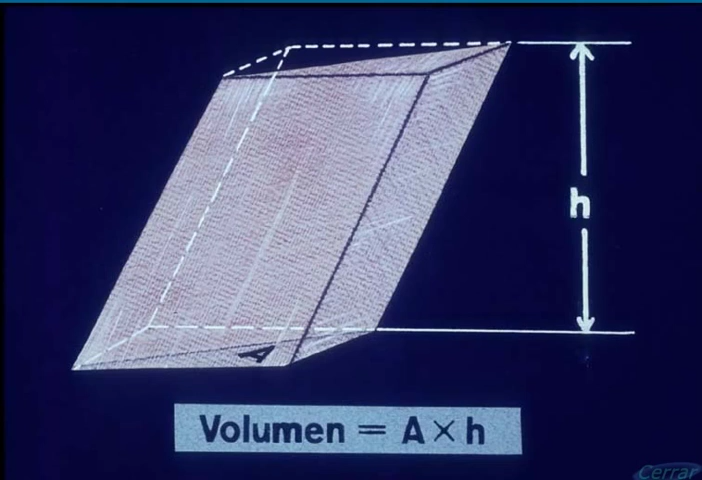 h
A
Volumen = A × h
Cerrar